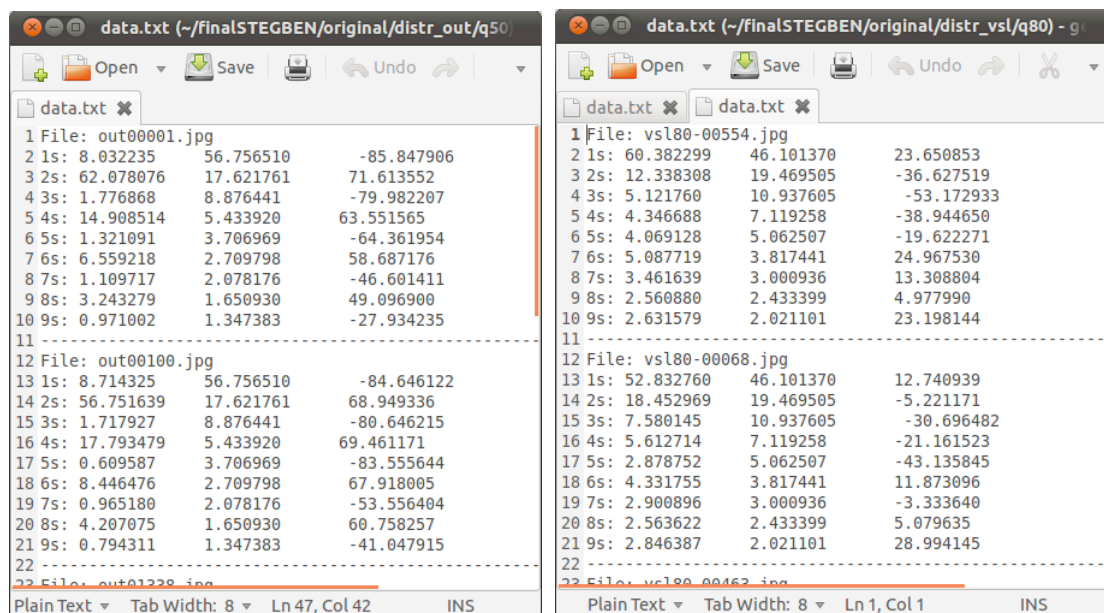 data.txt (~/finalSTEGBEN/original/distr_out/q50)
Open Save Undo
data.txt
1 File: out00001.jpg
2 1s: 8.032235 56.756510 -85.847906
3 2s: 62.078076 17.621761 71.613552
4 3s: 1.776868 8.876441 -79.982207
5 4s: 14.908514 5.433920 63.551565
6 5s: 1.321091 3.706969 -64.361954
7 6s: 6.559218 2.709798 58.687176
8 7s: 1.109717 2.078176 -46.601411
9 8s: 3.243279 1.650930 49.096900
10 9s: 0.971002 1.347383 -27.934235
11 ----------------------------------------------------
12 File: out00100.jpg
13 1s: 8.714325 56.756510 -84.646122
14 2s: 56.751639 17.621761 68.949336
15 3s: 1.717927 8.876441 -80.646215
16 4s: 17.793479 5.433920 69.461171
17 5s: 0.609587 3.706969 -83.555644
18 6s: 8.446476 2.709798 67.918005
19 7s: 0.965180 2.078176 -53.556404
20 8s: 4.207075 1.650930 60.758257
21 9s: 0.794311 1.347383 -41.047915
22 ----------------------------------------------------
23 File: out01338.jpg
Plain Text Tab Width: 8 Ln 47, Col 42 INS
data.txt (~/finalSTEGBEN/original/distr_vsl/q80) - ge
Open Save Undo
data.txt data.txt
1 File: vsl80-00554.jpg
2 1s: 60.382299 46.101370 23.650853
3 2s: 12.338308 19.469505 -36.627519
4 3s: 5.121760 10.937605 -53.172933
5 4s: 4.346688 7.119258 -38.944650
6 5s: 4.069128 5.062507 -19.622271
7 6s: 5.087719 3.817441 24.967530
8 7s: 3.461639 3.000936 13.308804
9 8s: 2.560880 2.433399 4.977990
10 9s: 2.631579 2.021101 23.198144
11 ----------------------------------------------------
12 File: vsl80-00068.jpg
13 1s: 52.832760 46.101370 12.740939
14 2s: 18.452969 19.469505 -5.221171
15 3s: 7.580145 10.937605 -30.696482
16 4s: 5.612714 7.119258 -21.161523
17 5s: 2.878752 5.062507 -43.135845
18 6s: 4.331755 3.817441 11.873096
19 7s: 2.900896 3.000936 -3.333640
20 8s: 2.563622 2.433399 5.079635
21 9s: 2.846387 2.021101 28.994145
22 ----------------------------------------------------
23 File: vsl80-00463.jpg
Plain Text Tab Width: 8 Ln 1, Col 1 INS